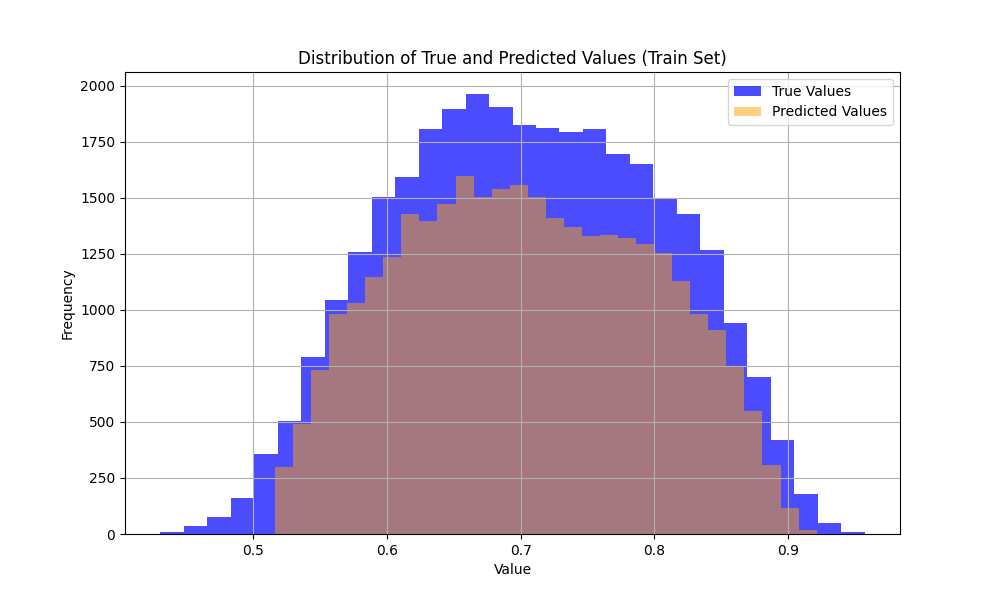 Distribution of True and Predicted Values (Train Set)
True Values
Predicted Values
Frequency
2000
1750
1500
1250
1000
750
500
250
0
0.5 0.6 0.7 0.8 0.9
Value